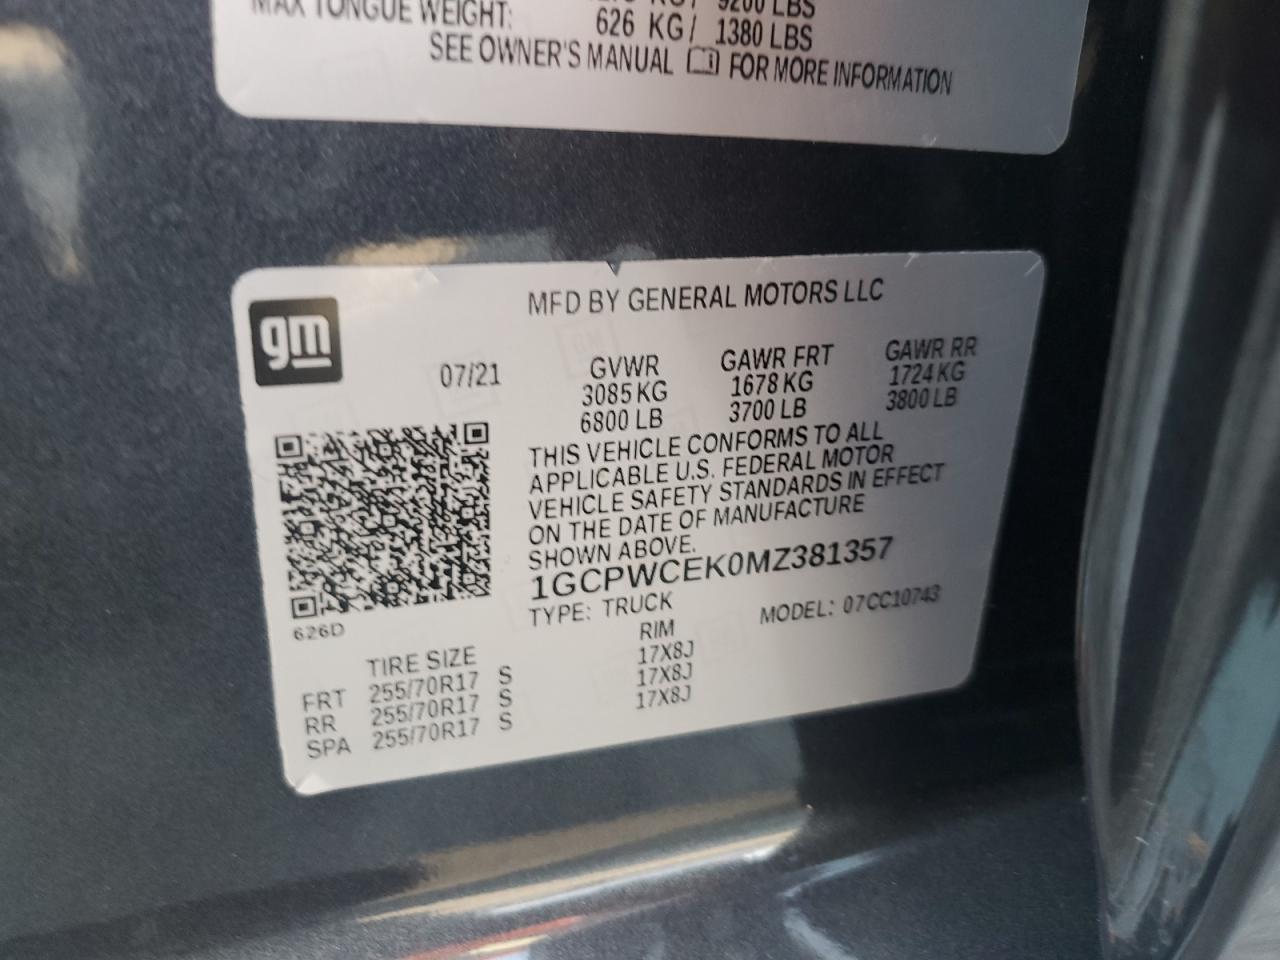 MAX TONGUE WEIGHT: 626 KG/ 1380 LBS
SEE OWNER'S MANUAL FOR MORE INFORMATION
gm
MFD BY GENERAL MOTORS LLC
07/21 GVWR GAWR FRT GAWR RR
3085 KG 1678 KG 1724 KG
6800 LB 3700 LB 3800 LB
THIS VEHICLE CONFORMS TO ALL
APPLICABLE U.S. FEDERAL MOTOR
VEHICLE SAFETY STANDARDS IN EFFECT
ON THE DATE OF MANUFACTURE
SHOWN ABOVE.
1GCPWCEK0MZ381357
TYPE: TRUCK MODEL: 07CC10743
626D
TIRE SIZE RIM
FRT 255/70R17 S 17X8J
RR 255/70R17 S 17X8J
SPA 255/70R17 S 17X8J